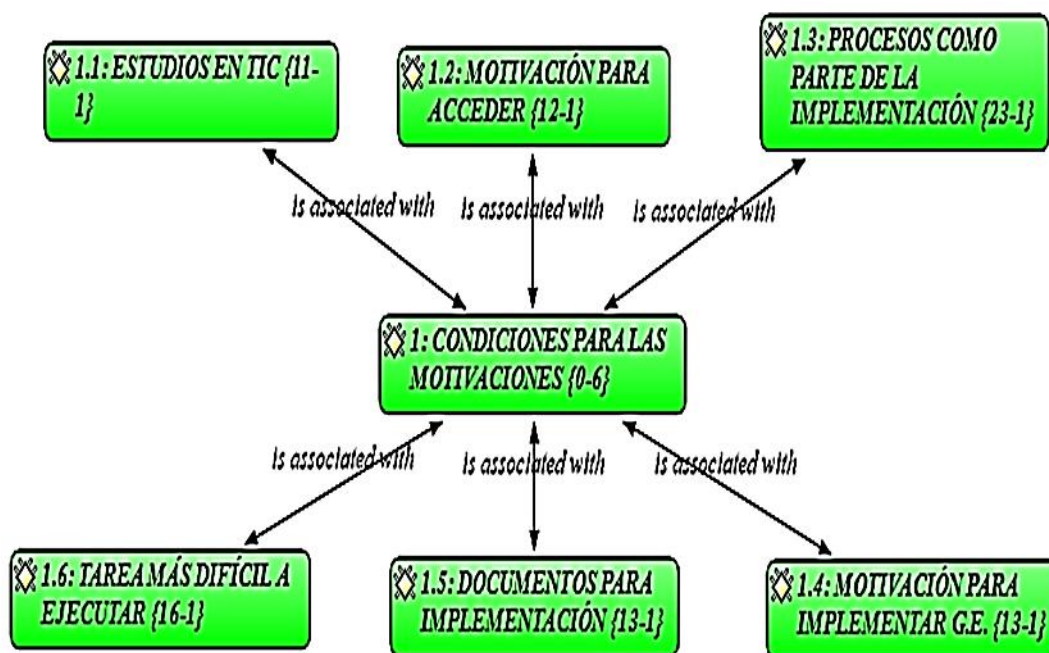 1.1: ESTUDIOS EN TIC {11-
1}
1.2: MOTIVACIÓN PARA
ACCEDER {12-1}
1.3: PROCESOS COMO
PARTE DE LA
IMPLEMENTACIÓN {23-1}
is associated with
is associated with
is associated with
1: CONDICIONES PARA LAS
MOTIVACIONES {0-6}
is associated with
is associated with
is associated with
1.6: TAREA MÁS DIFÍCIL A
EJECUTAR {16-1}
1.5: DOCUMENTOS PARA
IMPLEMENTACIÓN {13-1}
1.4: MOTIVACIÓN PARA
IMPLEMENTAR G.E. {13-1}